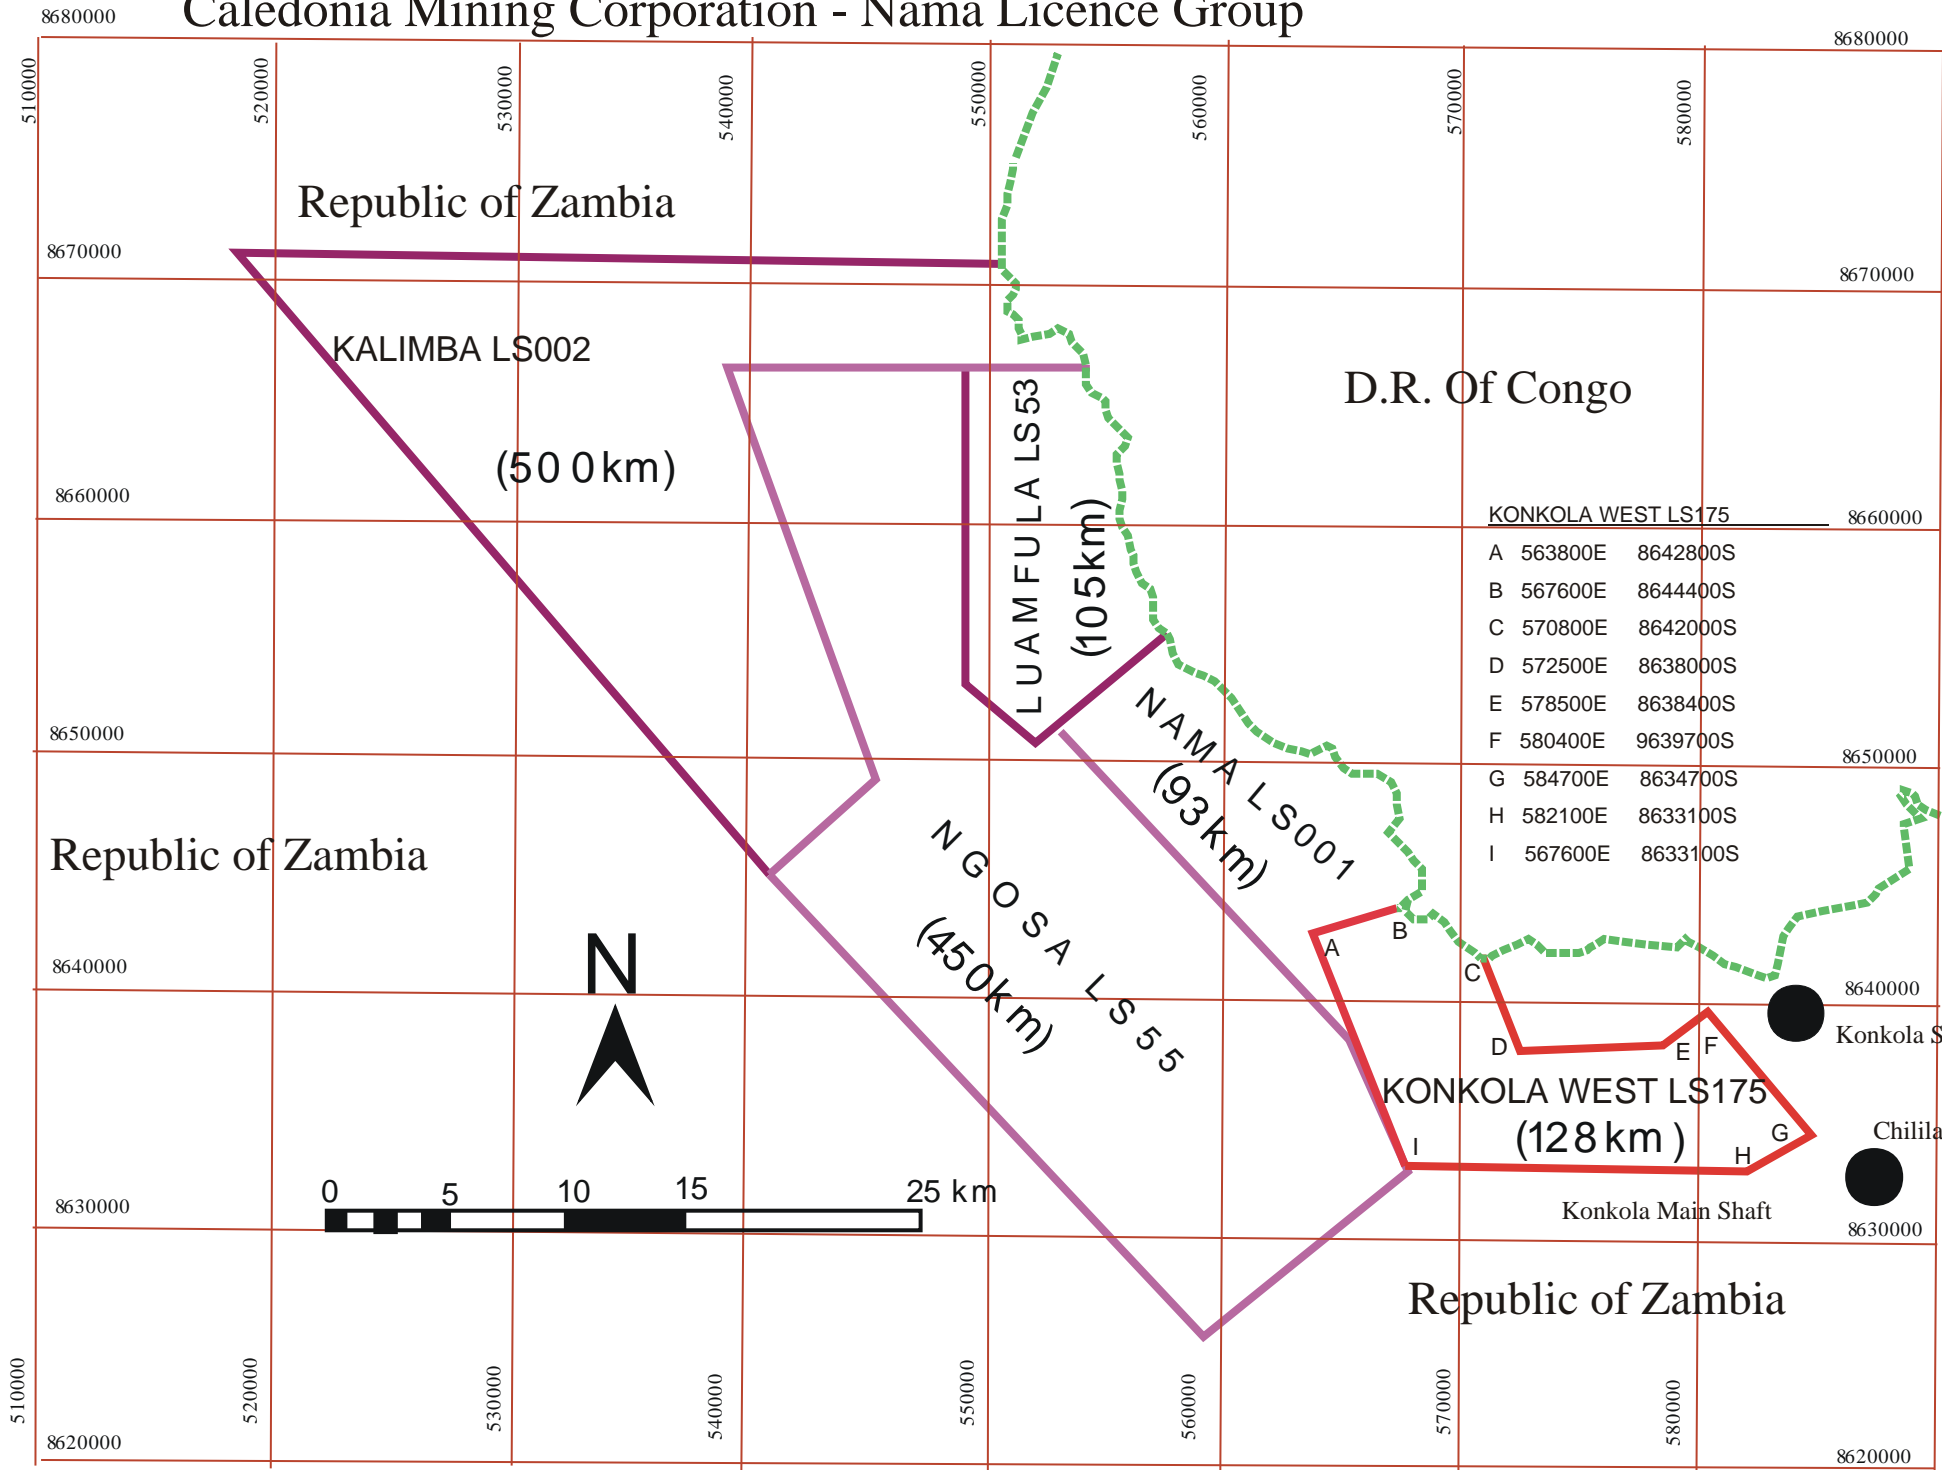 Caledonia Mining Corporation - Nama Licence Group
8680000
8680000
510000
520000
530000
540000
550000
560000
570000
580000
Republic of Zambia
8670000
8670000
KALIMBA LS002
(500km)
LUAMFULA LS53
(105km)
D.R. Of Congo
8660000
8660000
KONKOLA WEST LS175
A 563800E 8642800S
B 567600E 8644400S
C 570800E 8642000S
D 572500E 8638000S
E 578500E 8638400S
F 580400E 9639700S
G 584700E 8634700S
H 582100E 8633100S
I 567600E 8633100S
8650000
8650000
NAMA LS001
(93km)
Republic of Zambia
NGOSA LS55
(450km)
N
8640000
8640000
A
B
C
D
E
F
G
H
I
Konkola S
KONKOLA WEST LS175
(128km)
Chilila
Konkola Main Shaft
0 5 10 15 25 km
8630000
8630000
Republic of Zambia
510000
520000
530000
540000
550000
560000
570000
580000
8620000
8620000